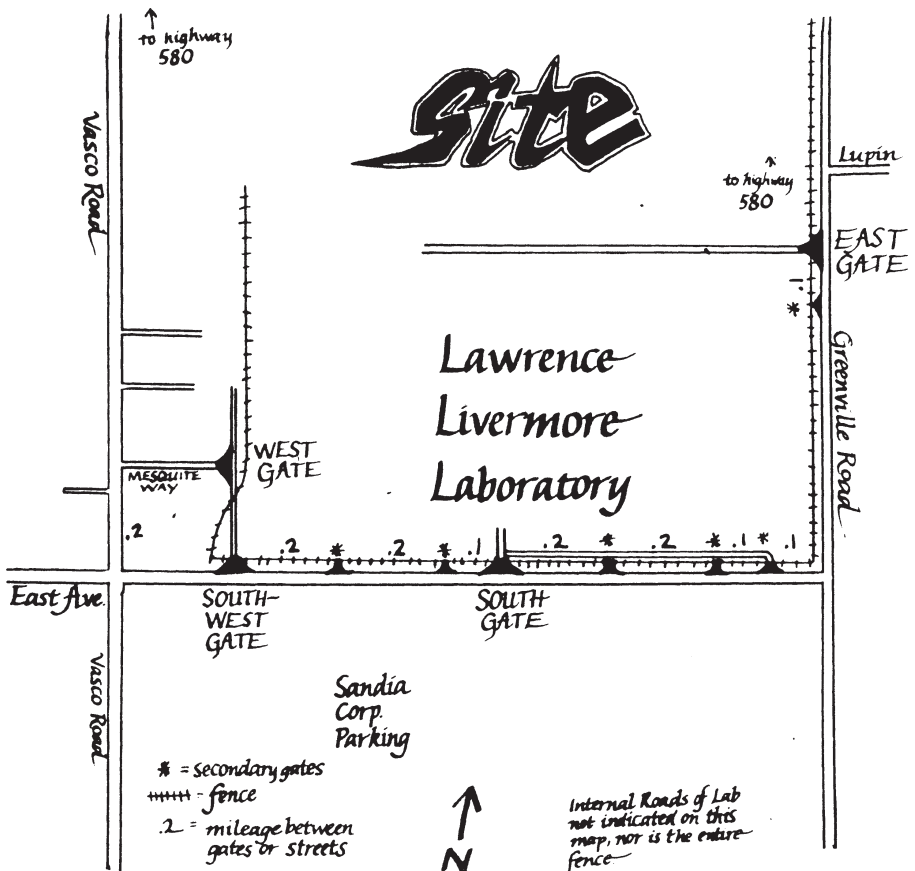 to highway
580
Site
Vasco Road
Lupin
to highway
580
EAST
GATE
.1
*
Greenville Road
Lawrence
Livermore
Laboratory
WEST
GATE
MESQUITE
WAY
.2
.2 * .2 * .1 .2 * .2 * .1 * .1
East Ave.
SOUTH-
WEST
GATE
SOUTH
GATE
Vasco Road
Sandia
Corp.
Parking
* = secondary gates
- fence
.2 = mileage between
gates or streets
N
Internal Roads of Lab
not indicated on this
map, nor is the entire
fence